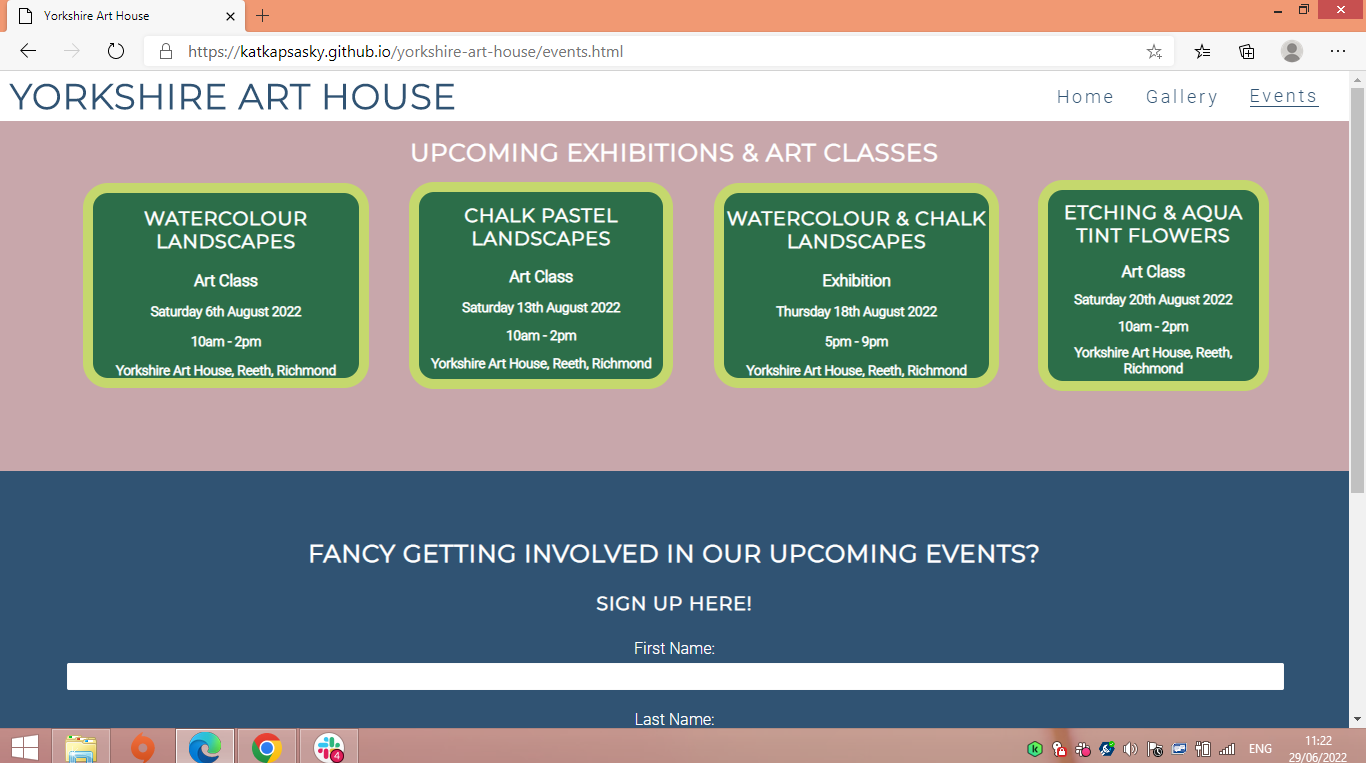 Yorkshire Art House
https://katkapsasky.github.io/yorkshire-art-house/events.html
YORKSHIRE ART HOUSE
Home Gallery Events
UPCOMING EXHIBITIONS & ART CLASSES
WATERCOLOUR
LANDSCAPES
Art Class
Saturday 6th August 2022
10am - 2pm
Yorkshire Art House, Reeth, Richmond
CHALK PASTEL
LANDSCAPES
Art Class
Saturday 13th August 2022
10am - 2pm
Yorkshire Art House, Reeth, Richmond
WATERCOLOUR & CHALK
LANDSCAPES
Exhibition
Thursday 18th August 2022
5pm - 9pm
Yorkshire Art House, Reeth, Richmond
ETCHING & AQUA
TINT FLOWERS
Art Class
Saturday 20th August 2022
10am - 2pm
Yorkshire Art House, Reeth,
Richmond
FANCY GETTING INVOLVED IN OUR UPCOMING EVENTS?
SIGN UP HERE!
First Name:
Last Name:
4
ENG
11:22
29/06/2022